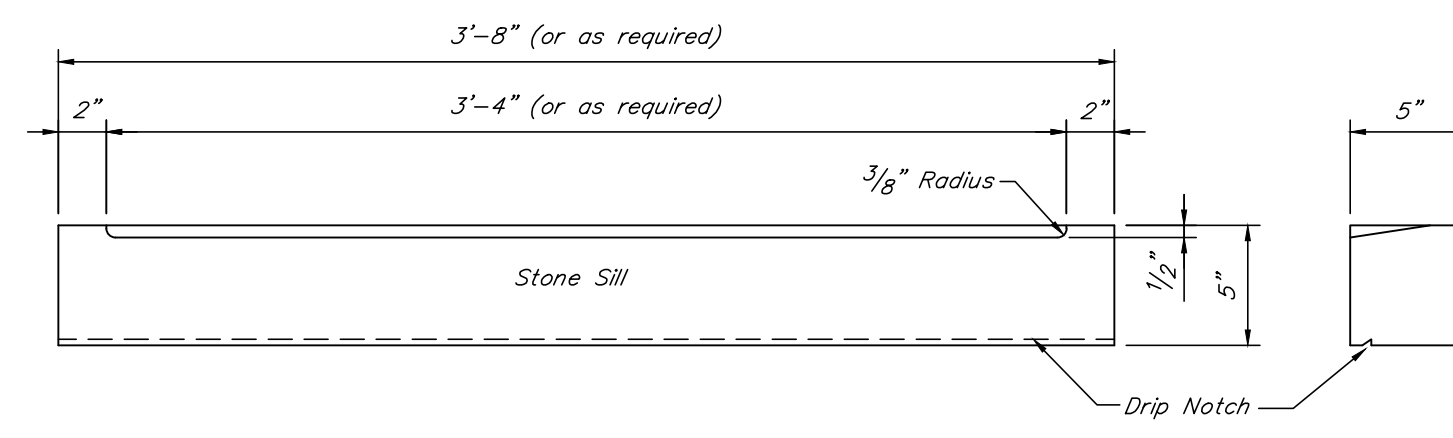 3'-8" (or as required)
2"
3'-4" (or as required)
2"
5"
3/8" Radius
Stone Sill
1/2"
5"
Drip Notch